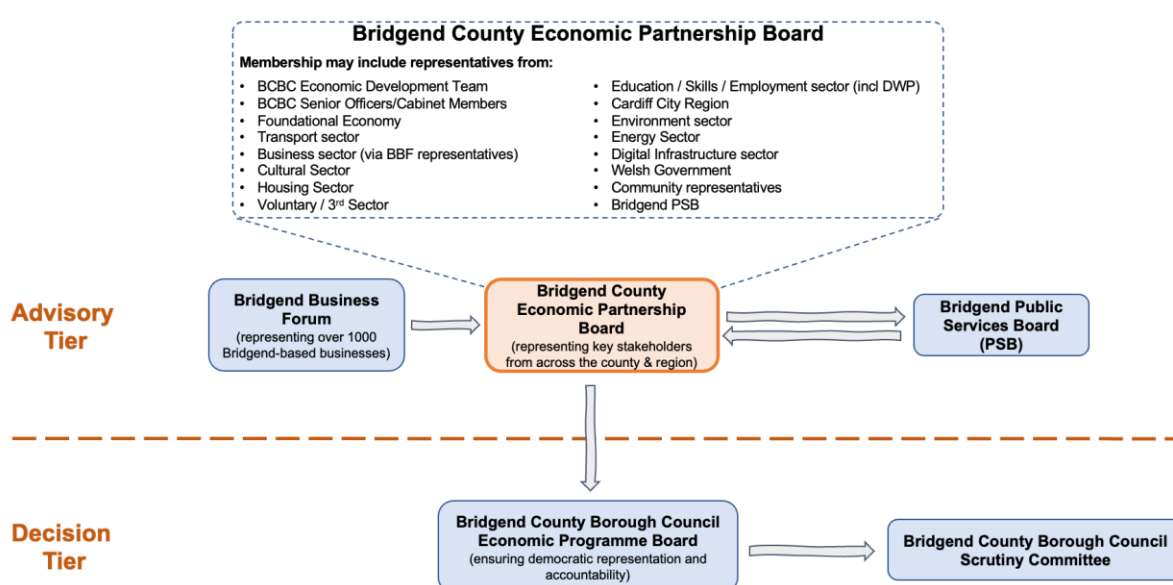 Bridgend County Economic Partnership Board
Membership may include representatives from:
• BCBC Economic Development Team
• BCBC Senior Officers/Cabinet Members
• Foundational Economy
• Transport sector
• Business sector (via BBF representatives)
• Cultural Sector
• Housing Sector
• Voluntary / 3rd Sector
• Education / Skills / Employment sector (incl DWP)
• Cardiff City Region
• Environment sector
• Energy Sector
• Digital Infrastructure sector
• Welsh Government
• Community representatives
• Bridgend PSB
Advisory
Tier
Bridgend Business
Forum
(representing over 1000
Bridgend-based businesses)
Bridgend County
Economic Partnership
Board
(representing key stakeholders
from across the county & region)
Bridgend Public
Services Board
(PSB)
Decision
Tier
Bridgend County Borough Council
Economic Programme Board
(ensuring democratic representation and
accountability)
Bridgend County Borough Council
Scrutiny Committee